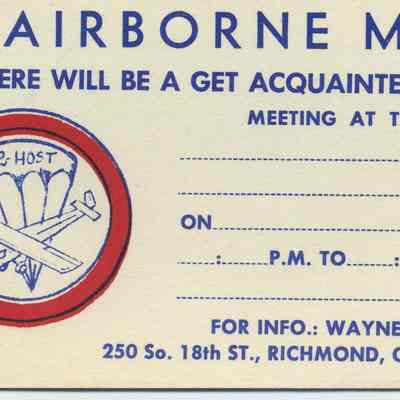 AIRBORNE M
ERE WILL BE A GET ACQUAINTE
MEETING AT T
-HOST
ON
: P.M. TO :
FOR INFO.: WAYNE
250 So. 18th ST., RICHMOND, C